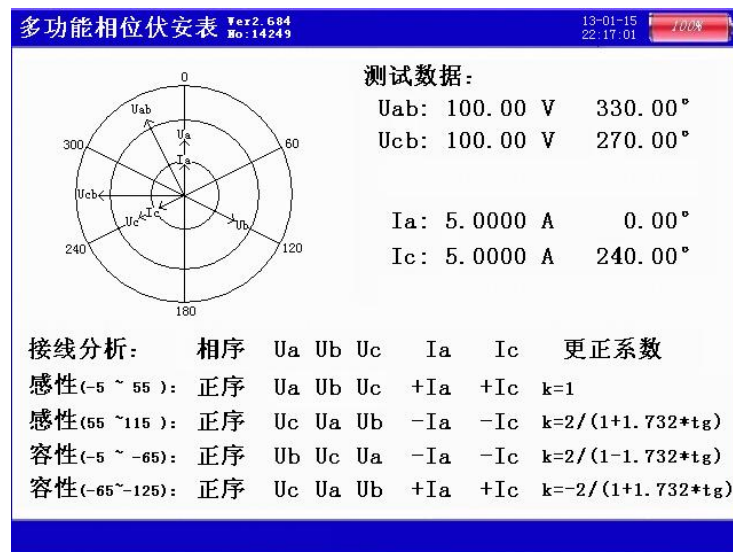 多功能相位伏安表 Ver2.684 No:14249
13-01-15 22:17:01 100%
测试数据:
Uab: 100.00 V 330.00°
Ucb: 100.00 V 270.00°
Ia: 5.0000 A 0.00°
Ic: 5.0000 A 240.00°
0
60
120
180
240
300
Uab
Ua
Ia
Ucb
Uc
Ic
Ub
接线分析: 相序 Ua Ub Uc Ia Ic 更正系数
感性(-5 ~ 55 ): 正序 Ua Ub Uc +Ia +Ic k=1
感性(55 ~115 ): 正序 Uc Ua Ub -Ia -Ic k=2/(1+1.732*tg)
容性(-5 ~ -65): 正序 Ub Uc Ua -Ia -Ic k=2/(1-1.732*tg)
容性(-65~-125): 正序 Uc Ua Ub +Ia +Ic k=-2/(1+1.732*tg)